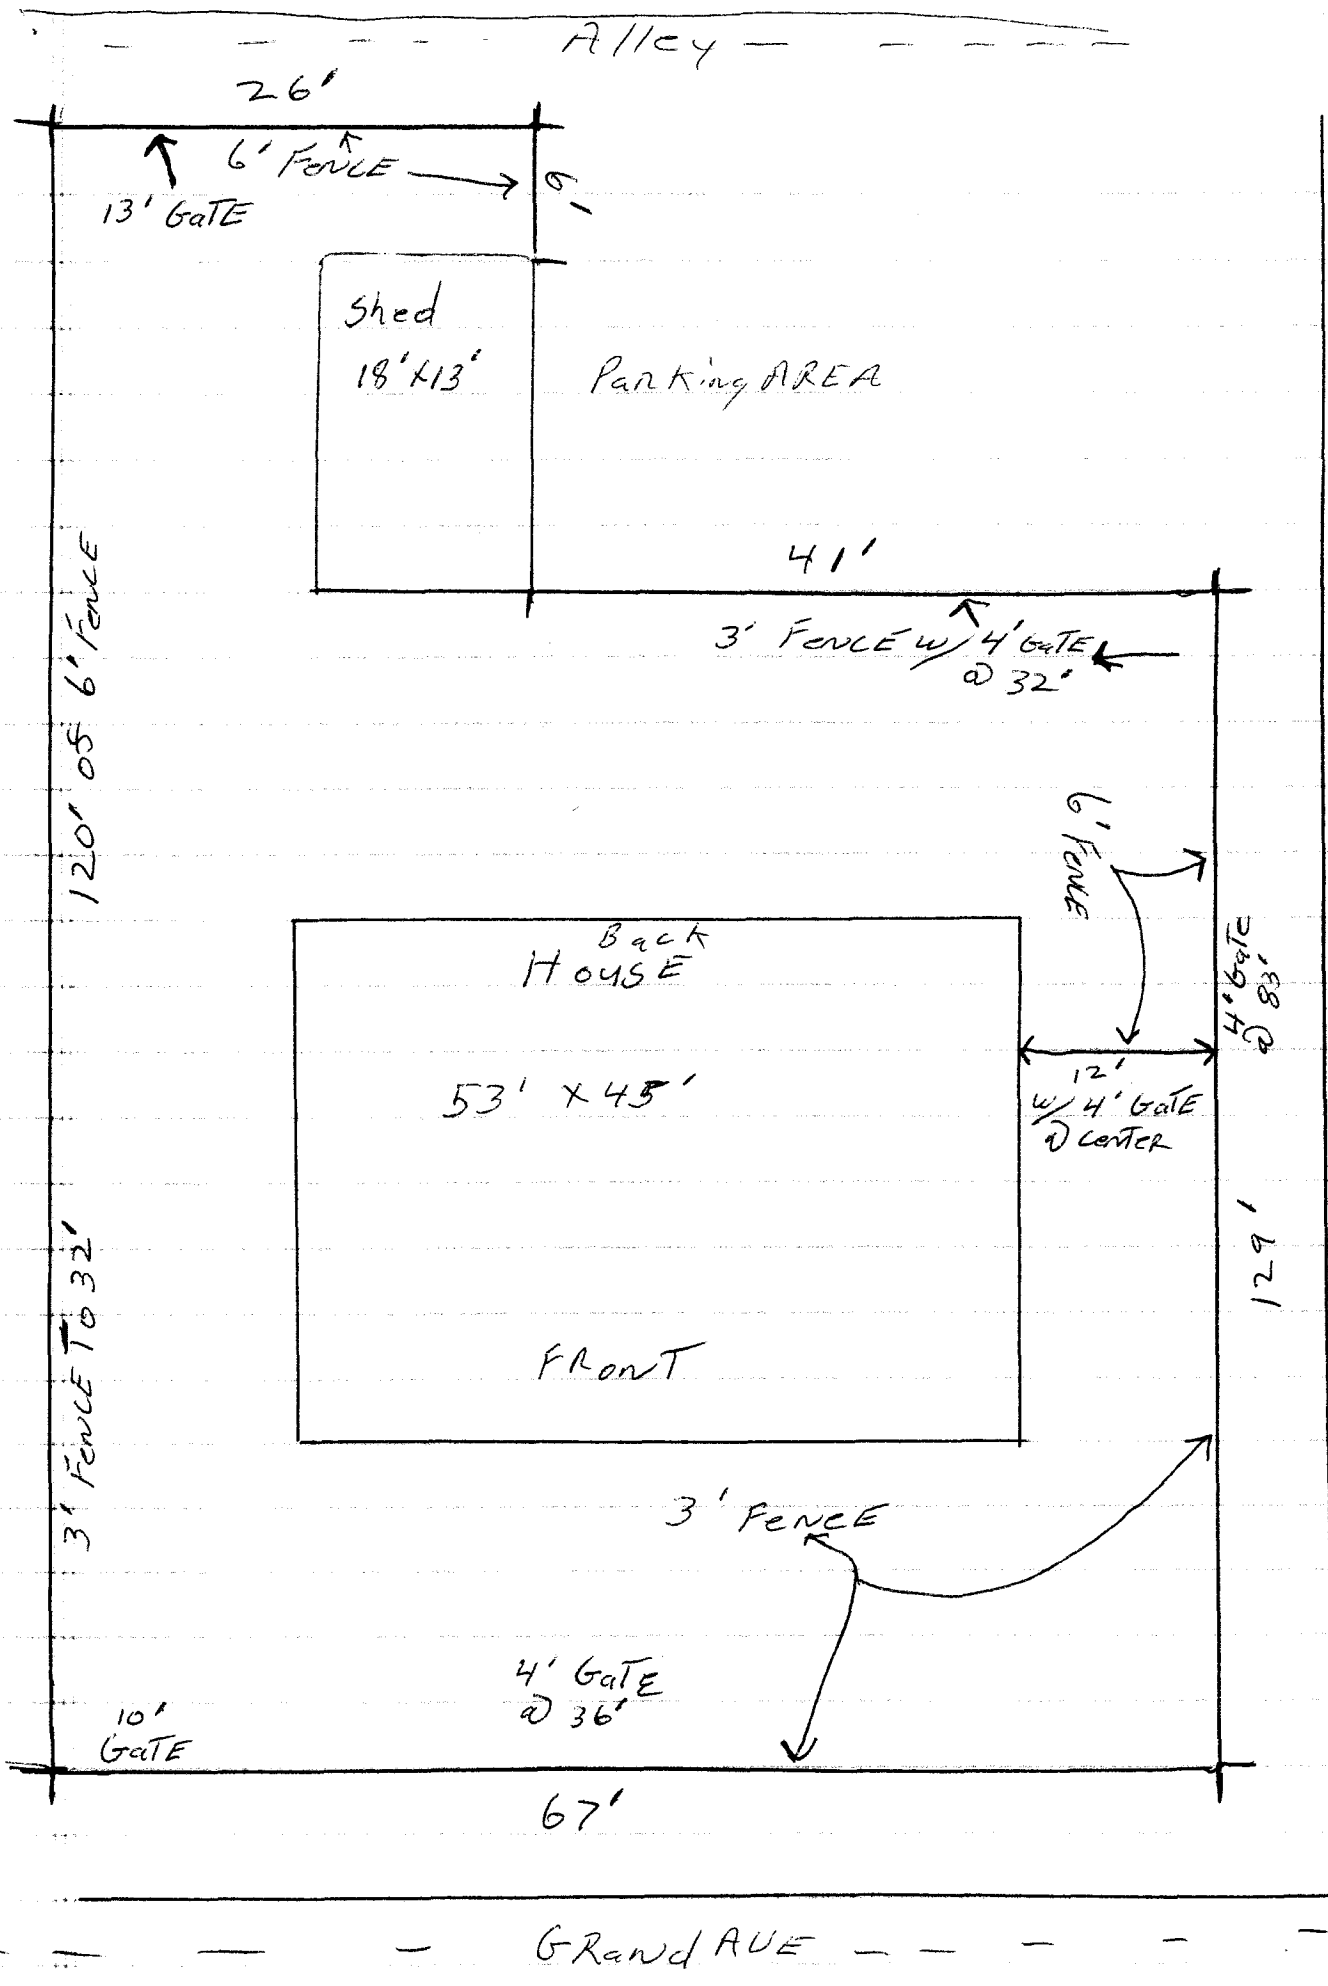 Alley
26'
6' FENCE
13' GaTE
6'
Shed
18'x13'
Parking AREA
41'
3' FENCE w/ 4' GaTE
@ 32'
120' of 6' Fence
6' Fence
4' Gate
@ 83'
Back
HousE
53' x 45'
12'
w/ 4' GaTE
@ CenTER
129'
3' FenCE To 32'
FRonT
3' FeNcE
4' GaTE
@ 36'
10'
GaTE
67'
GRand AVE